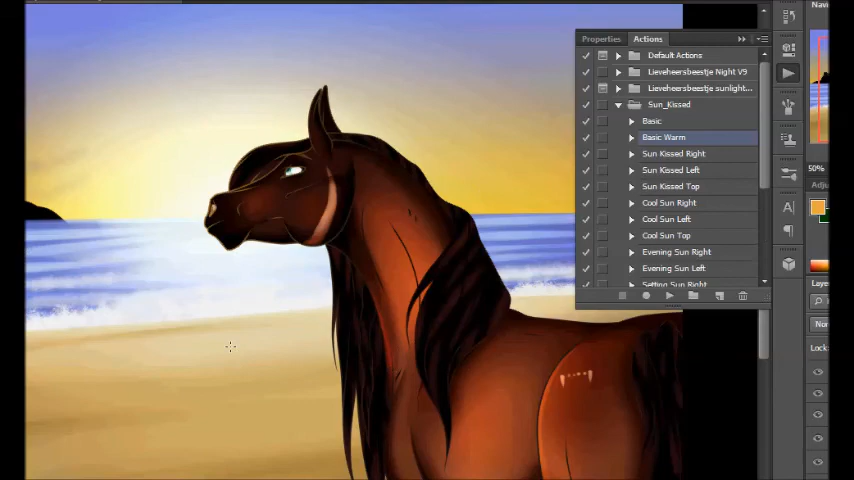 Navi
Properties
Actions
Default Actions
Lieveheersbeestje Night V9
Lieveheersbeestje sunlight...
Sun_Kissed
Basic
Basic Warm
Sun Kissed Right
Sun Kissed Left
Sun Kissed Top
Cool Sun Right
Cool Sun Left
Cool Sun Top
Evening Sun Right
Evening Sun Left
Setting Sun Right
50%
Adju
Layer
Nor
Lock: